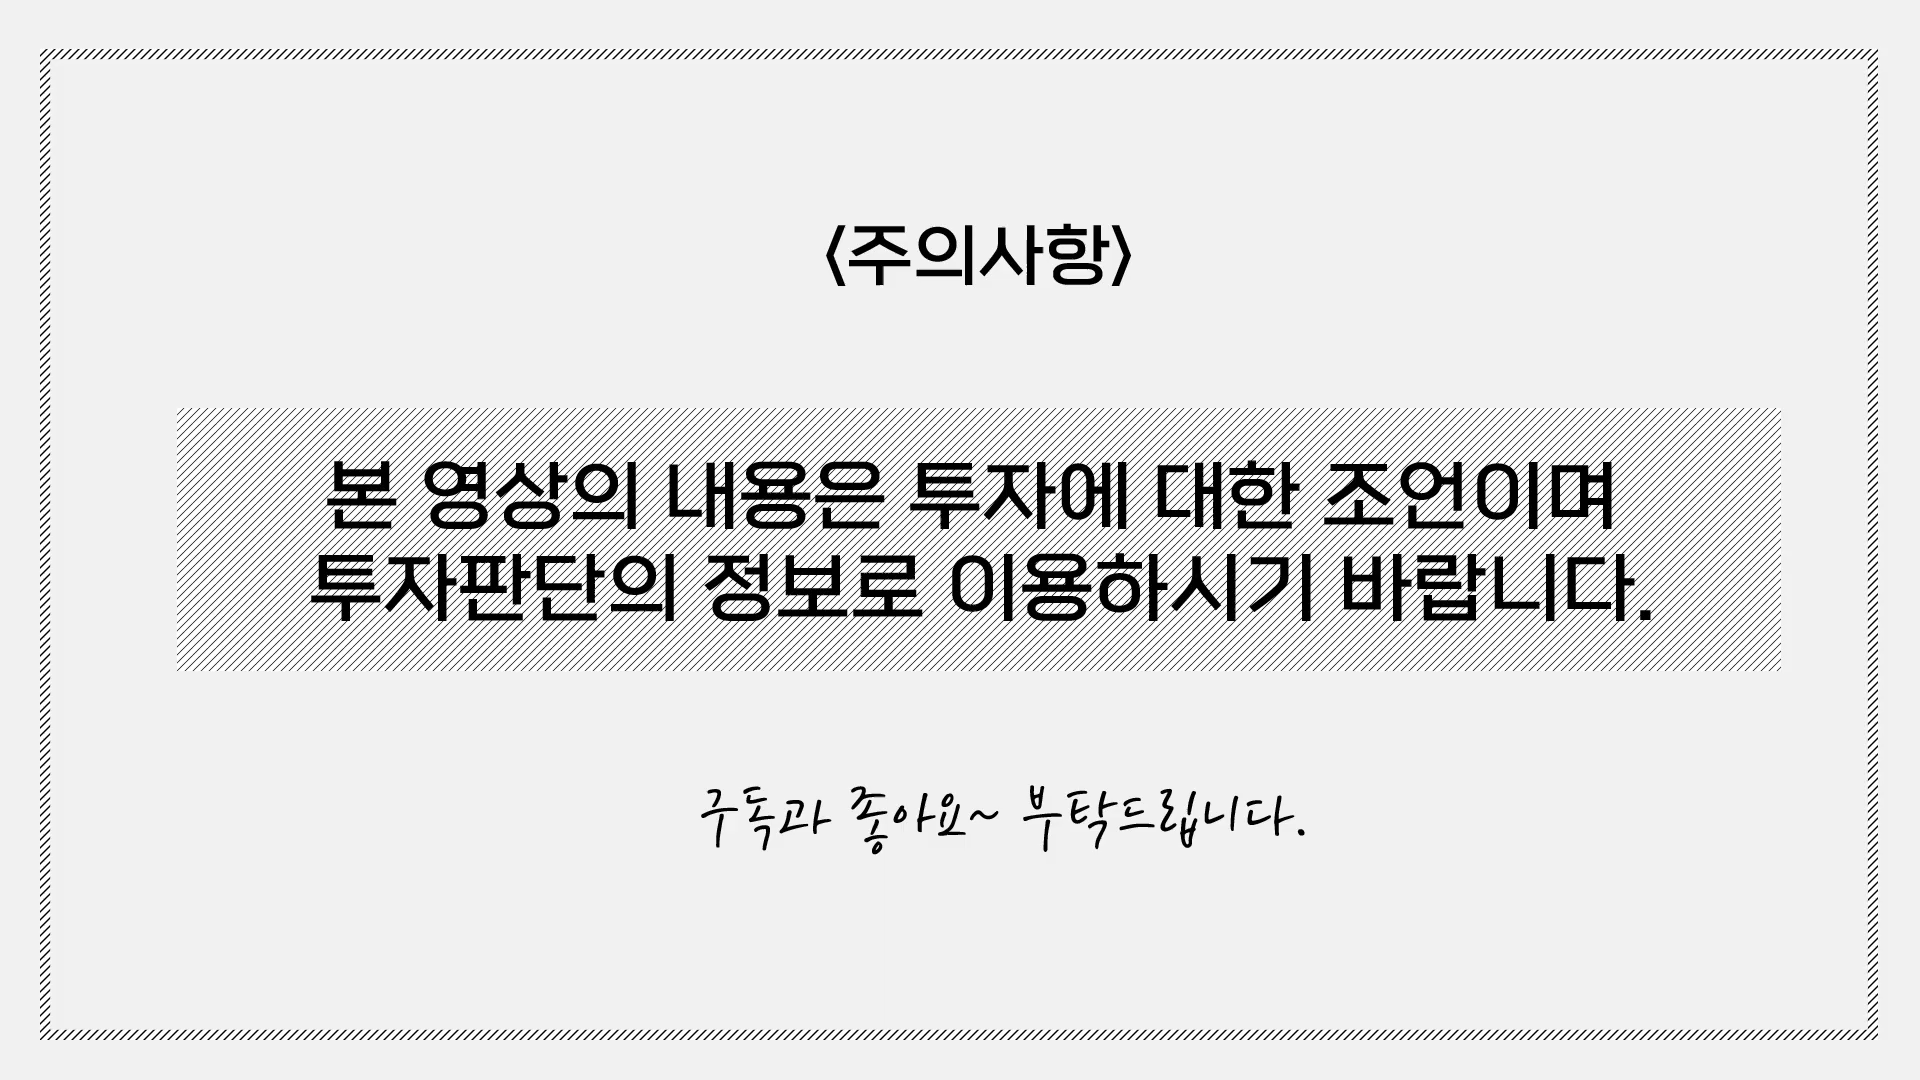 <주의사항>
본 영상의 내용은 투자에 대한 조언이며
투자판단의 정보로 이용하시기 바랍니다.
구독과 좋아요~ 부탁드립니다.